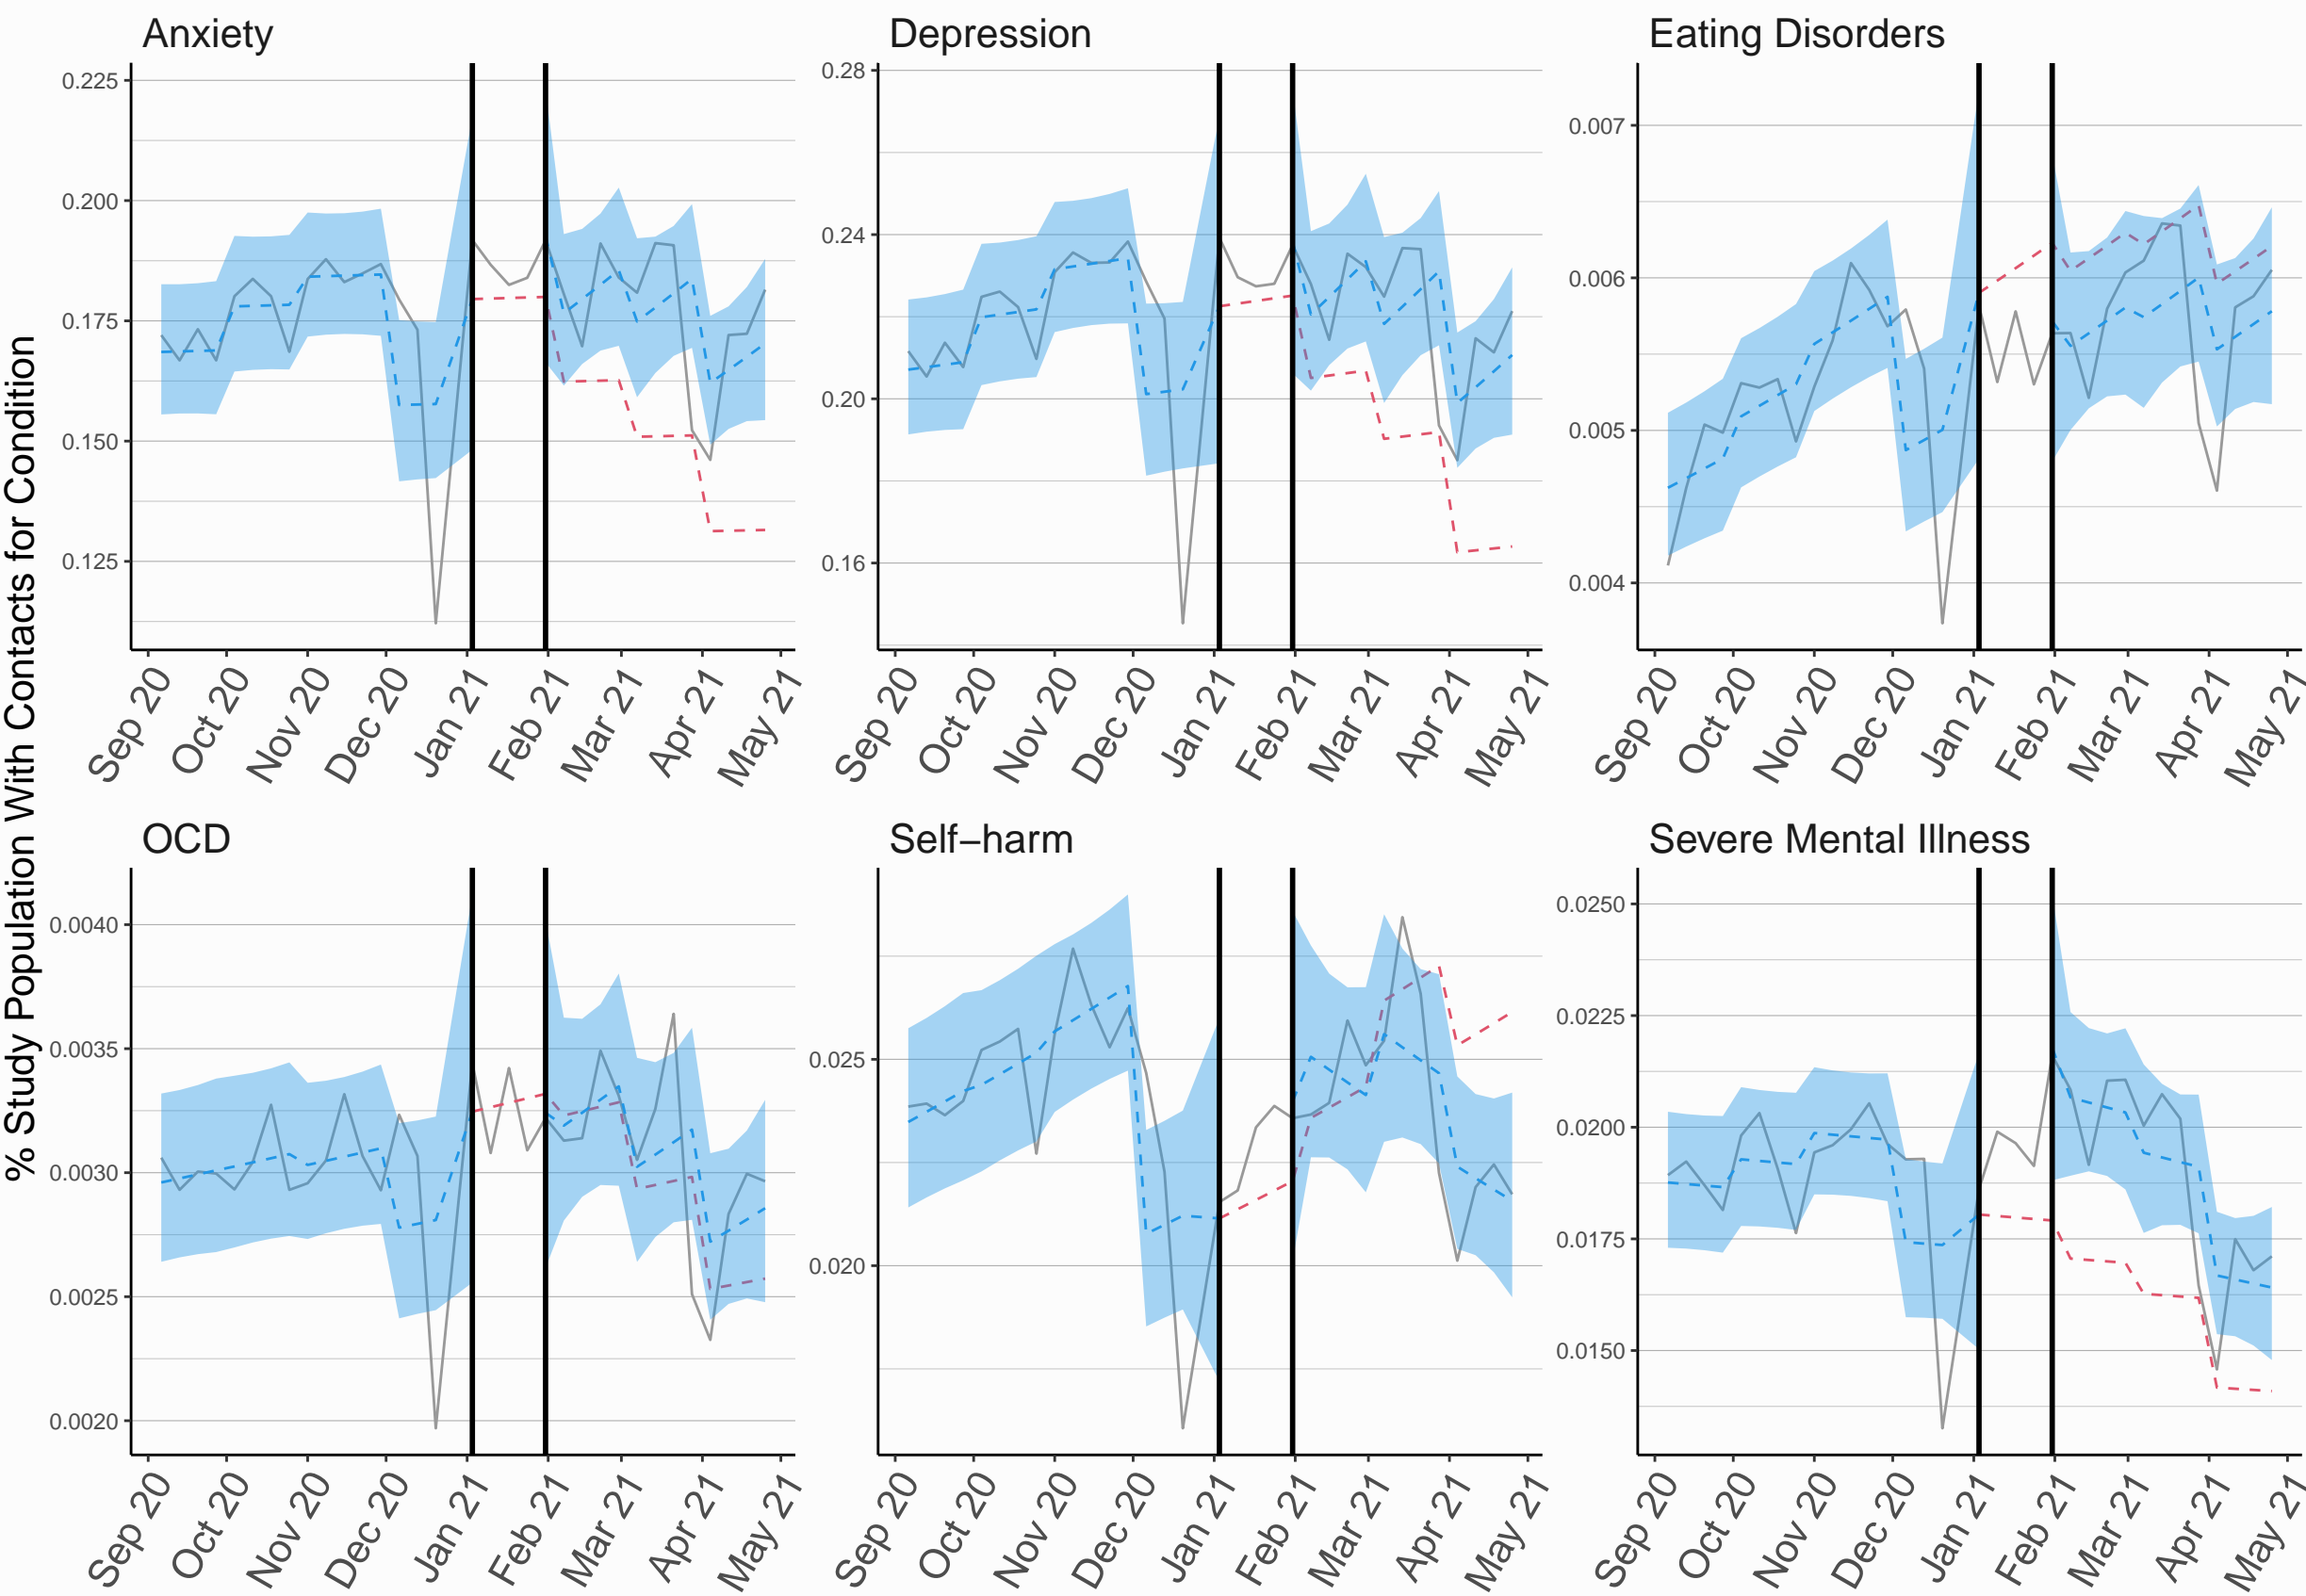 % Study Population With Contacts for Condition
Anxiety
0.225
0.200
0.175
0.150
0.125
Sep 20
Oct 20
Nov 20
Dec 20
Jan 21
Feb 21
Mar 21
Apr 21
May 21
Depression
0.28
0.24
0.20
0.16
Sep 20
Oct 20
Nov 20
Dec 20
Jan 21
Feb 21
Mar 21
Apr 21
May 21
Eating Disorders
0.007
0.006
0.005
0.004
Sep 20
Oct 20
Nov 20
Dec 20
Jan 21
Feb 21
Mar 21
Apr 21
May 21
OCD
0.0040
0.0035
0.0030
0.0025
0.0020
Sep 20
Oct 20
Nov 20
Dec 20
Jan 21
Feb 21
Mar 21
Apr 21
May 21
Self−harm
0.025
0.020
Sep 20
Oct 20
Nov 20
Dec 20
Jan 21
Feb 21
Mar 21
Apr 21
May 21
Severe Mental Illness
0.0250
0.0225
0.0200
0.0175
0.0150
Sep 20
Oct 20
Nov 20
Dec 20
Jan 21
Feb 21
Mar 21
Apr 21
May 21